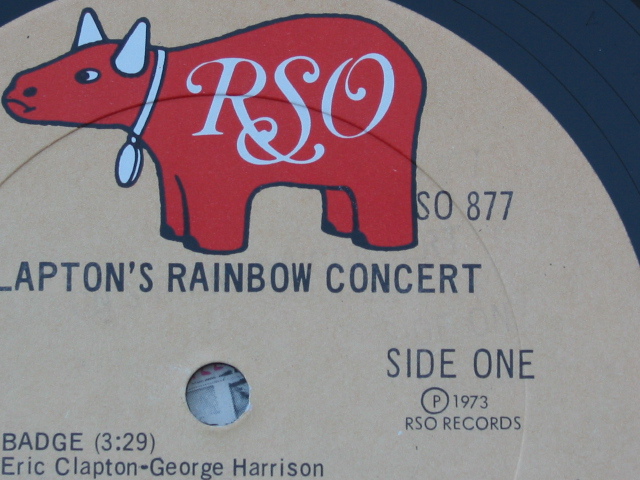 RSO
SO 877
LAPTON'S RAINBOW CONCERT
SIDE ONE
Ⓟ 1973
RSO RECORDS
BADGE (3:29)
Eric Clapton-George Harrison